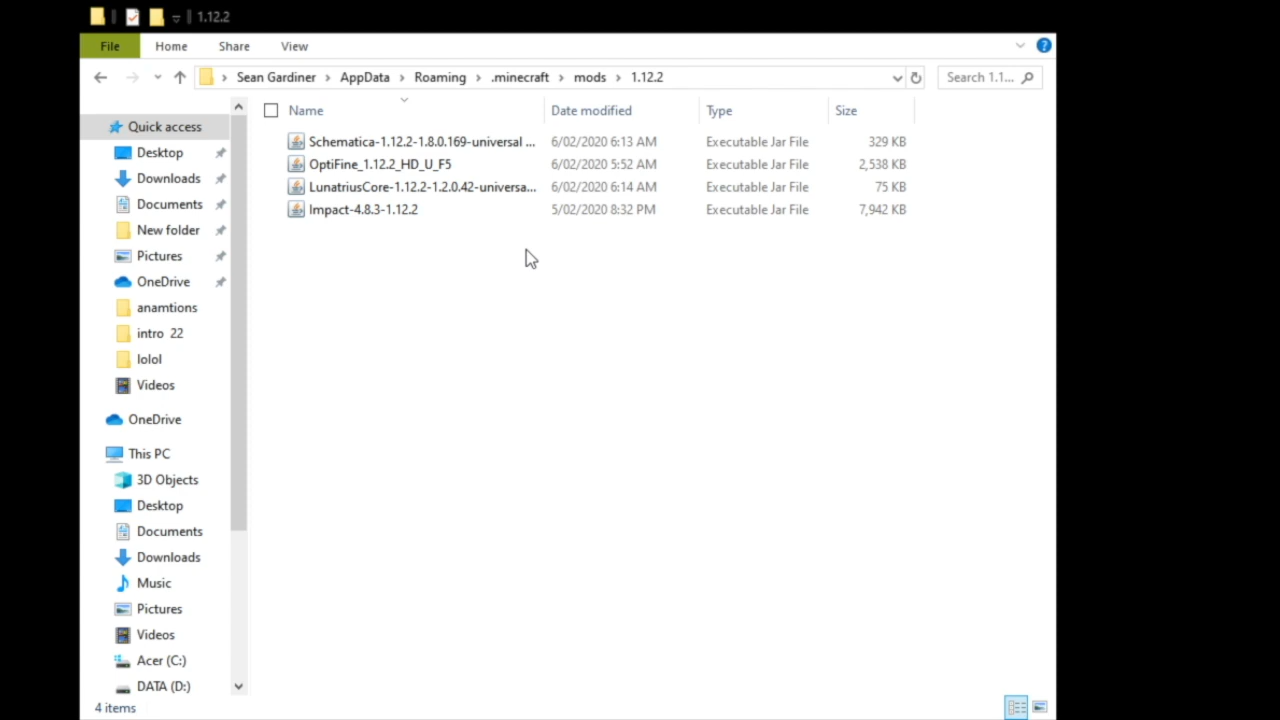 1.12.2
File Home Share View
Sean Gardiner AppData Roaming .minecraft mods 1.12.2 Search 1.1...
Name Date modified Type Size
Quick access
Desktop
Downloads
Documents
New folder
Pictures
OneDrive
anamtions
intro 22
lolol
Videos
OneDrive
This PC
3D Objects
Desktop
Documents
Downloads
Music
Pictures
Videos
Acer (C:)
DATA (D:)
Schematica-1.12.2-1.8.0.169-universal ... 6/02/2020 6:13 AM Executable Jar File 329 KB
OptiFine_1.12.2_HD_U_F5 6/02/2020 5:52 AM Executable Jar File 2,538 KB
LunatriusCore-1.12.2-1.2.0.42-universa... 6/02/2020 6:14 AM Executable Jar File 75 KB
Impact-4.8.3-1.12.2 5/02/2020 8:32 PM Executable Jar File 7,942 KB
4 items